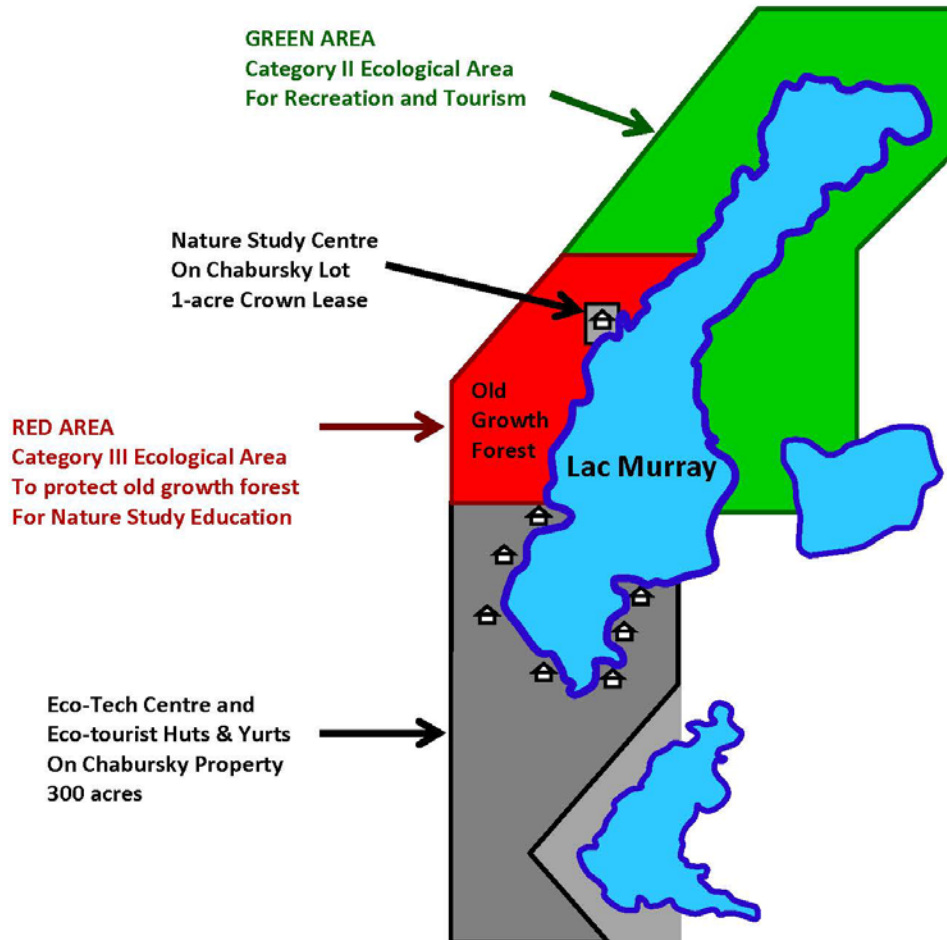 GREEN AREA
Category II Ecological Area
For Recreation and Tourism
Nature Study Centre
On Chabursky Lot
1-acre Crown Lease
Old
Growth
Forest
Lac Murray
RED AREA
Category III Ecological Area
To protect old growth forest
For Nature Study Education
Eco-Tech Centre and
Eco-tourist Huts & Yurts
On Chabursky Property
300 acres